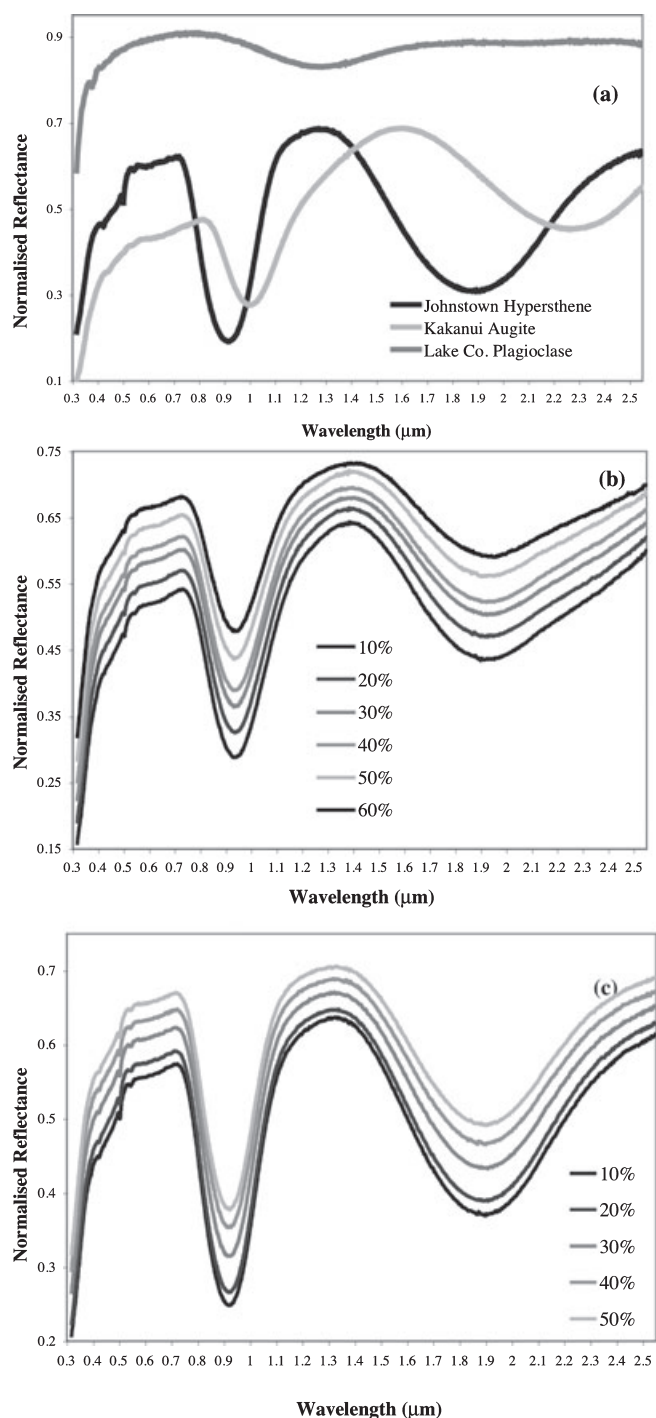 0.9
(a)
0.7
0.5
0.3
0.1
Normalised Reflectance
Johnstown Hypersthene
Kakanui Augite
Lake Co. Plagioclase
0.3 0.4 0.5 0.6 0.7 0.8 0.9 1 1.1 1.2 1.3 1.4 1.5 1.6 1.7 1.8 1.9 2 2.1 2.2 2.3 2.4 2.5
Wavelength (μm)
0.75
(b)
0.65
0.55
0.45
0.35
0.25
0.15
Normalised Reflectance
10%
20%
30%
40%
50%
60%
0.3 0.4 0.5 0.6 0.7 0.8 0.9 1 1.1 1.2 1.3 1.4 1.5 1.6 1.7 1.8 1.9 2 2.1 2.2 2.3 2.4 2.5
Wavelength (μm)
0.7
(c)
0.6
0.5
0.4
0.3
0.2
Normalised Reflectance
10%
20%
30%
40%
50%
0.3 0.4 0.5 0.6 0.7 0.8 0.9 1 1.1 1.2 1.3 1.4 1.5 1.6 1.7 1.8 1.9 2 2.1 2.2 2.3 2.4 2.5
Wavelength (μm)